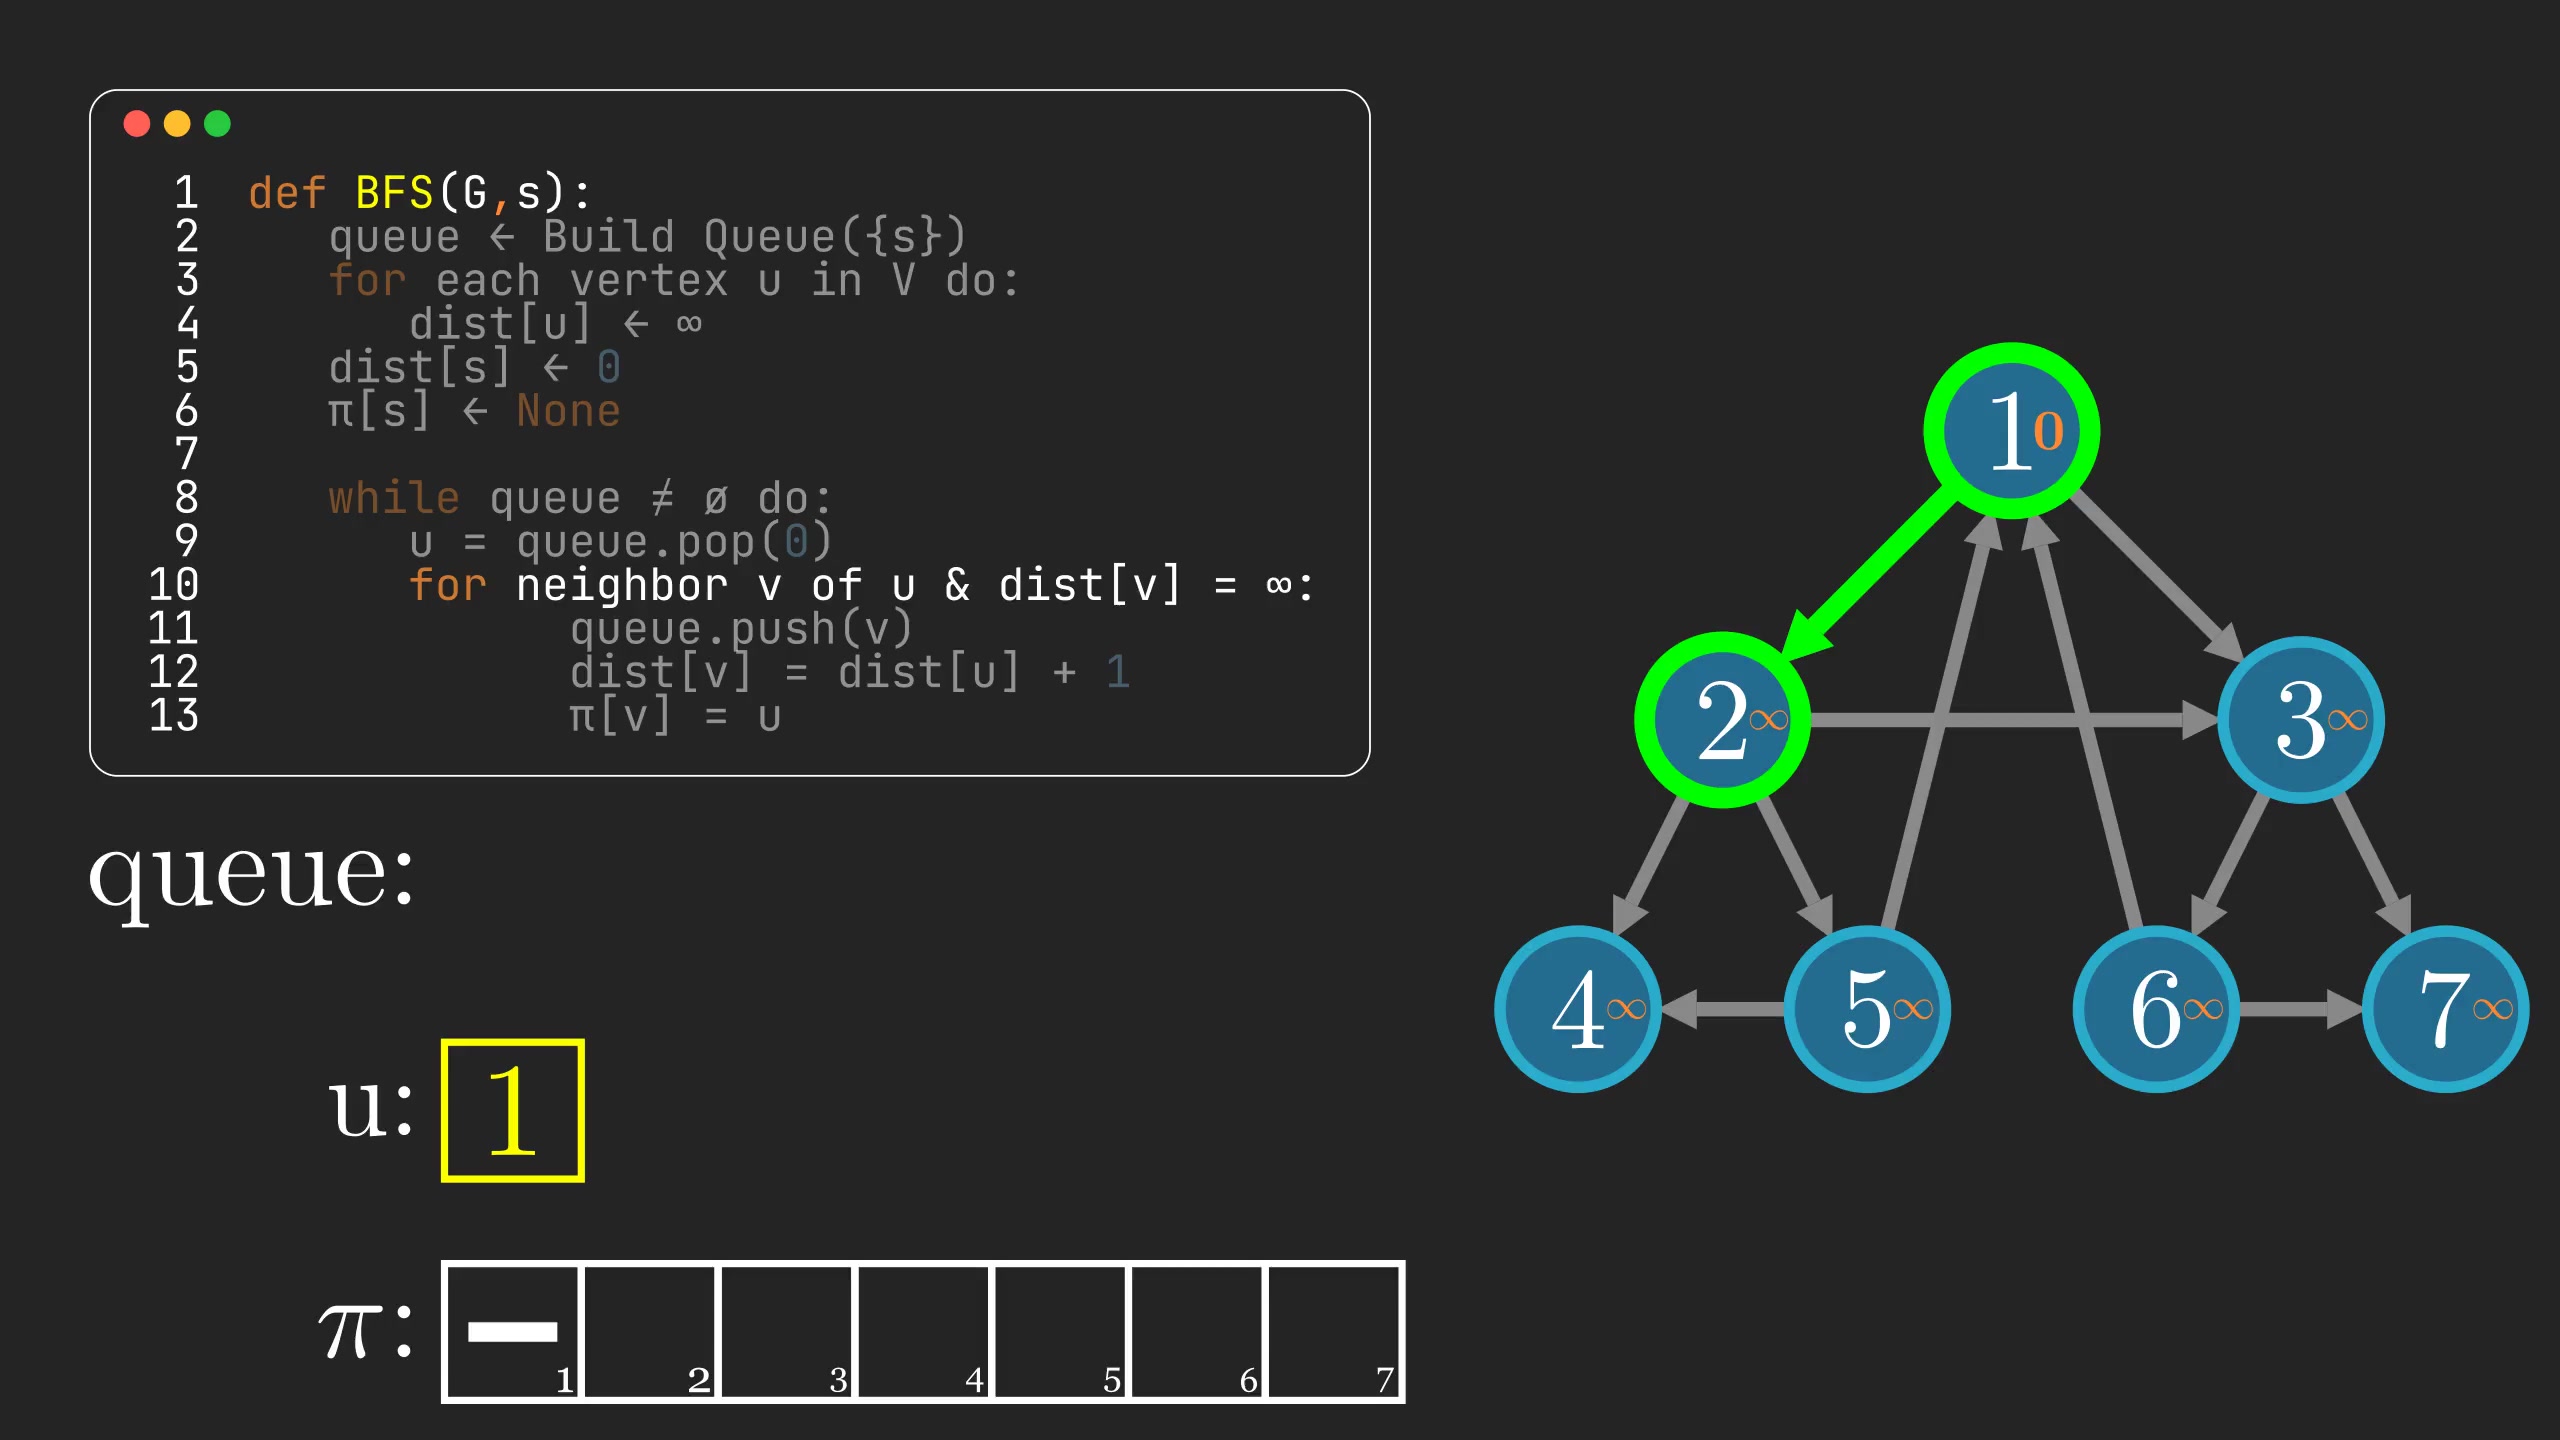 1 def BFS(G,s):
2 queue ← Build Queue({s})
3 for each vertex u in V do:
4 dist[u] ← ∞
5 dist[s] ← 0
6 π[s] ← None
7
8 while queue ≠ ø do:
9 u = queue.pop(0)
10 for neighbor v of u & dist[v] = ∞:
11 queue.push(v)
12 dist[v] = dist[u] + 1
13 π[v] = u
queue:
u: 1
π: — 1 2 3 4 5 6 7
1 0
2 ∞ 3 ∞
4 ∞ 5 ∞ 6 ∞ 7 ∞